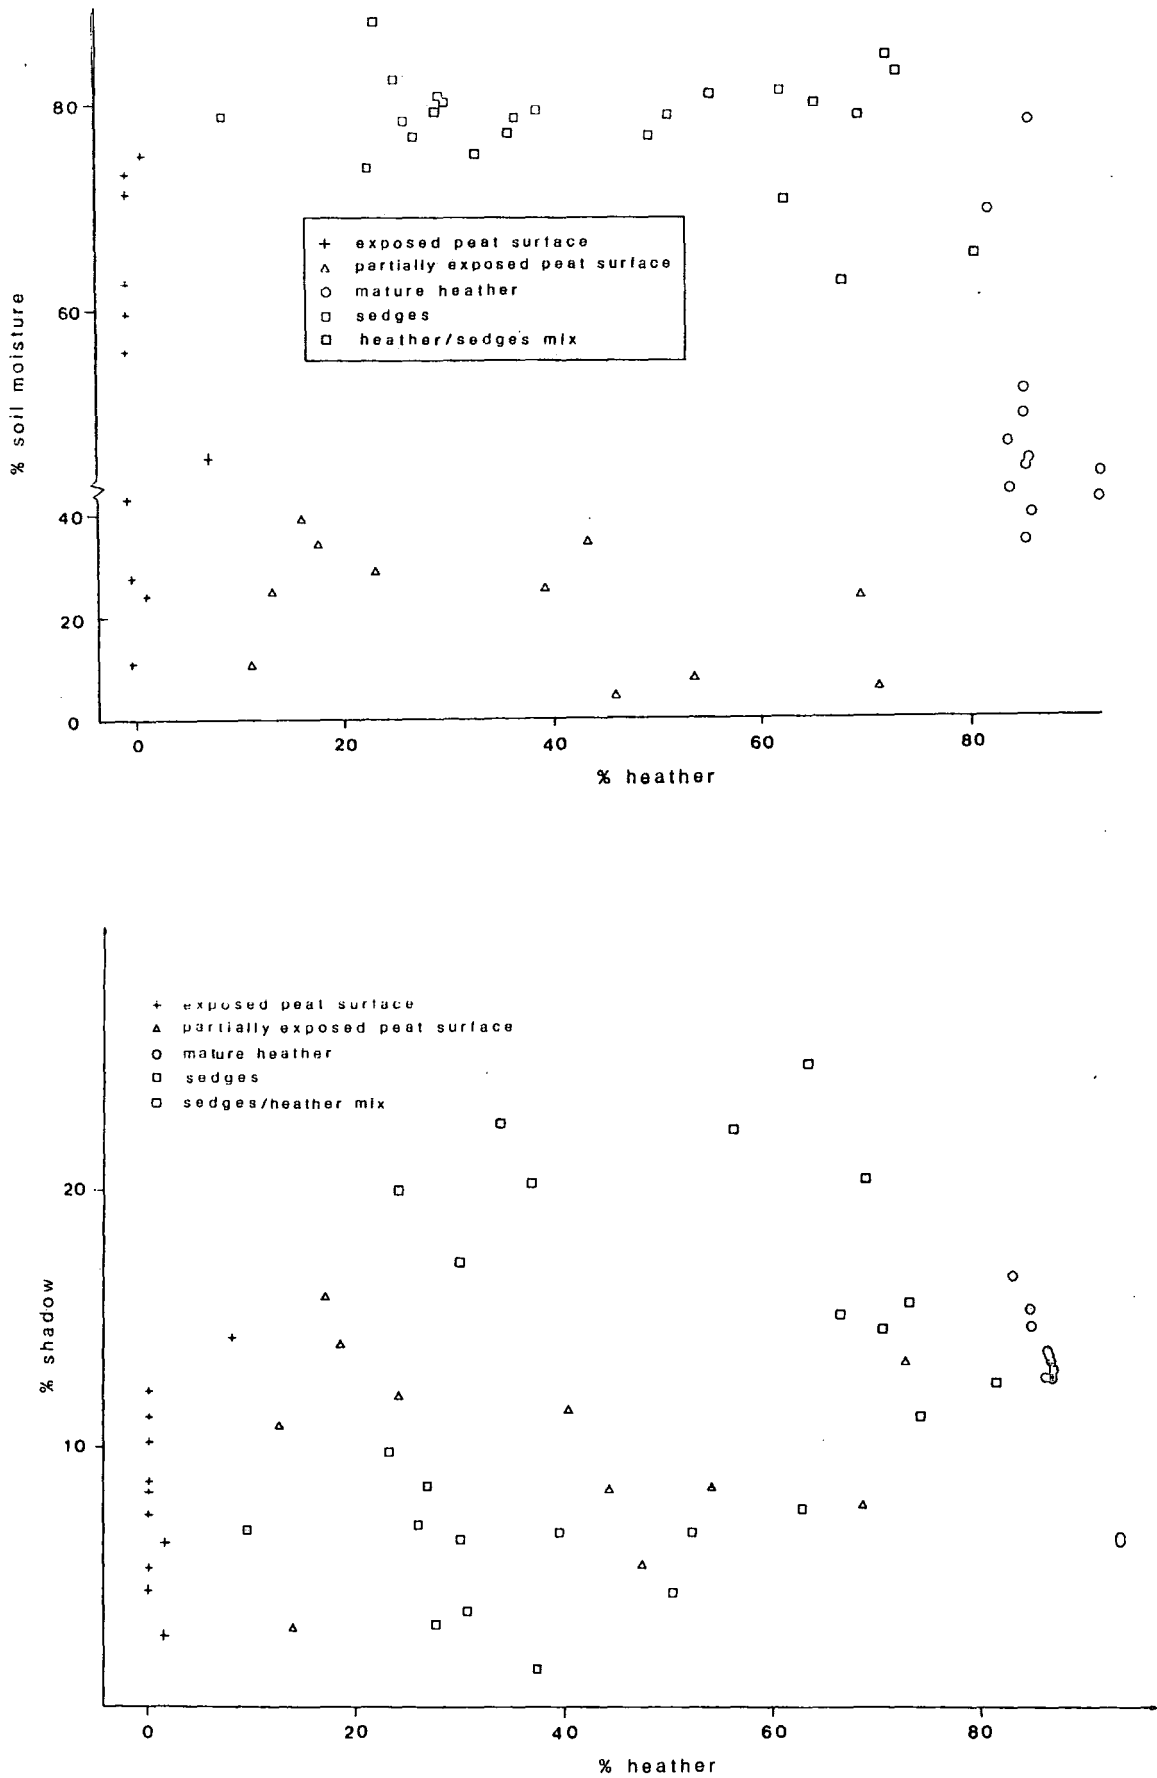 80
60
40
20
0
% soil moisture
+ exposed peat surface
△ partially exposed peat surface
○ mature heather
□ sedges
□ heather/sedges mix
0 20 40 60 80
% heather
+ exposed peat surface
△ partially exposed peat surface
○ mature heather
□ sedges
□ sedges/heather mix
20
10
% shadow
0 20 40 60 80
% heather